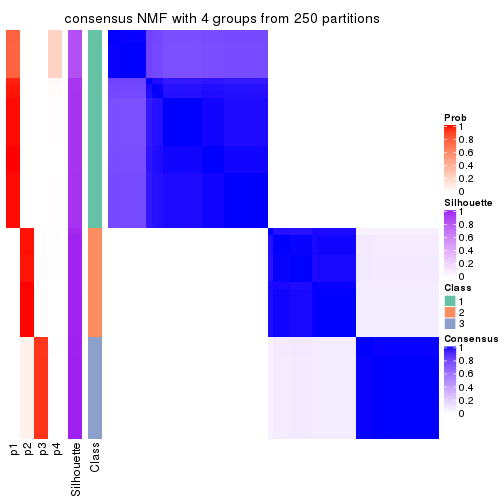 consensus NMF with 4 groups from 250 partitions
Prob
1
0.8
0.6
0.4
0.2
0
Silhouette
1
0.8
0.6
0.4
0.2
0
Class
1
2
3
Consensus
1
0.8
0.6
0.4
0.2
0
p1
p2
p3
p4
Silhouette
Class